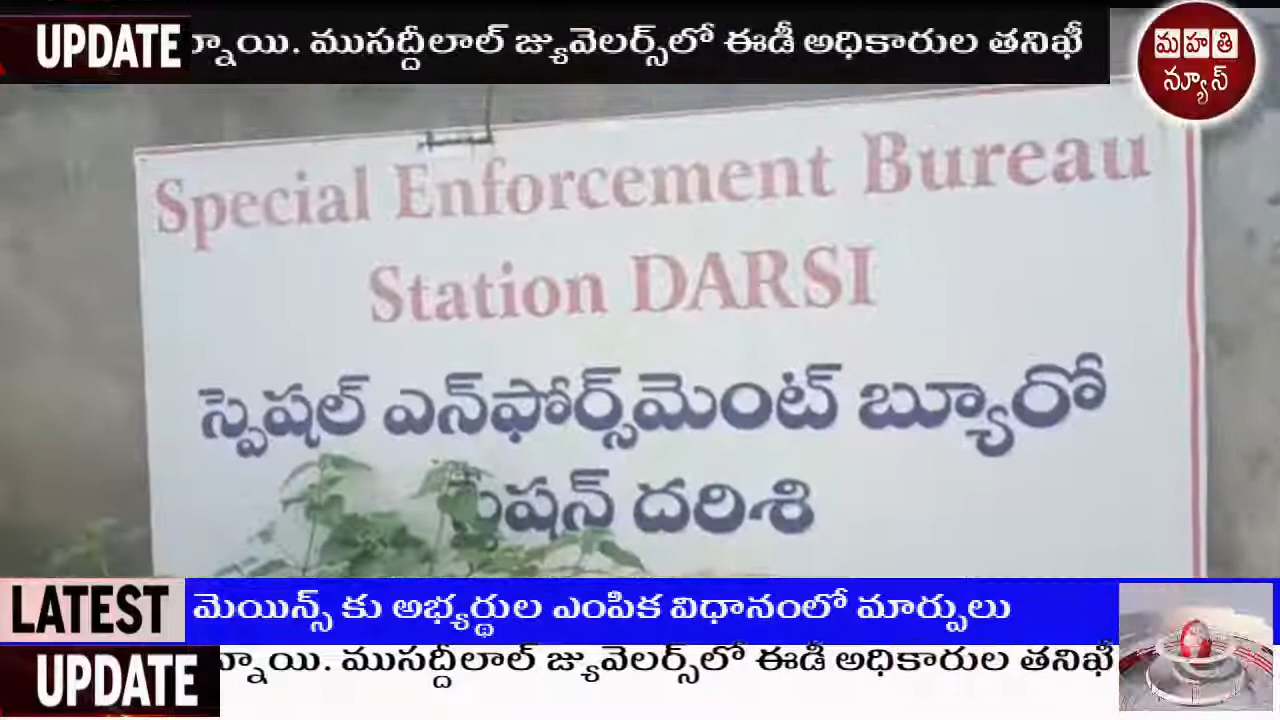 UPDATE న్నాయి. ముసద్దీలాల్ జ్యువెలర్స్‌లో ఈడీ అధికారుల తనిఖీ
మహతి
న్యూస్
Special Enforcement Bureau
Station DARSI
స్పెషల్ ఎన్‌ఫోర్స్‌మెంట్ బ్యూరో
దరిశి
LATEST మెయిన్స్ కు అభ్యర్థుల ఎంపిక విధానంలో మార్పులు
UPDATE న్నాయి. ముసద్దీలాల్ జ్యువెలర్స్‌లో ఈడీ అధికారుల తనిఖీ